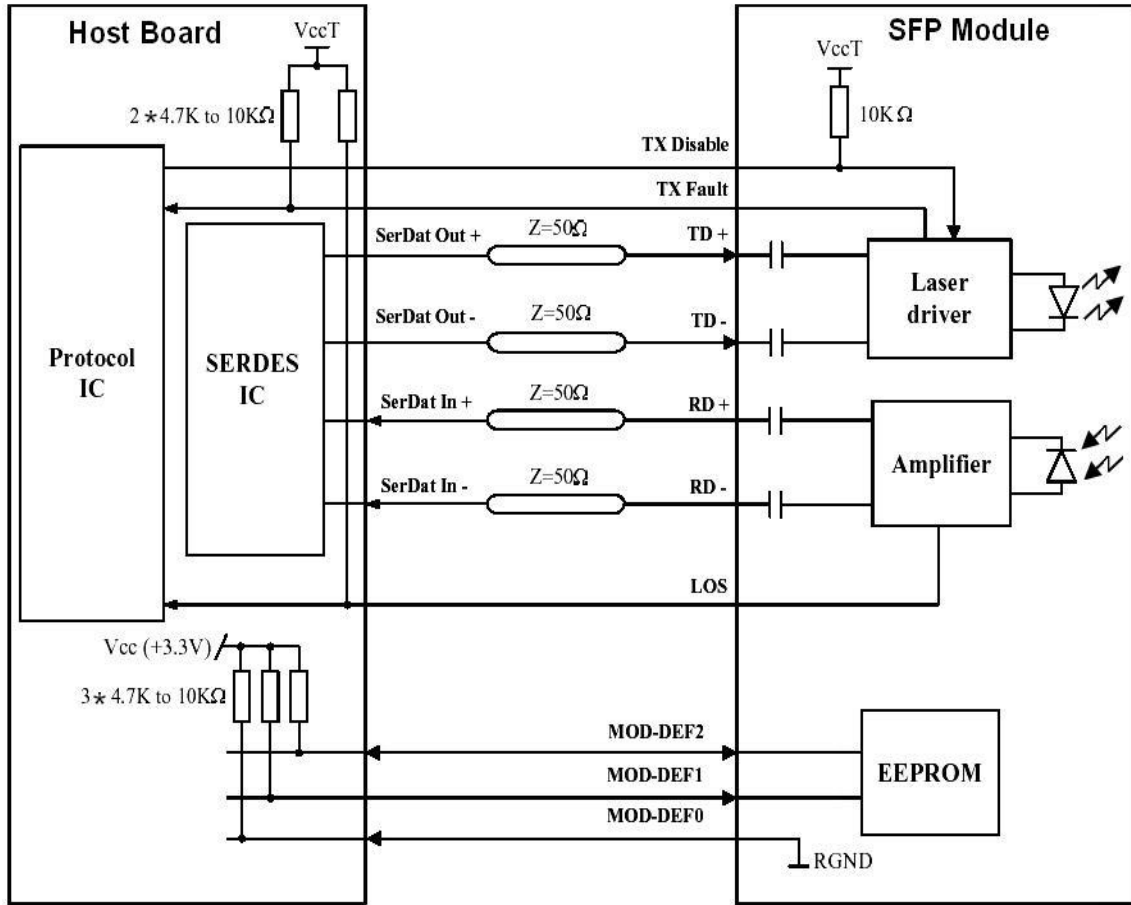 Host Board
SFP Module
VccT
VccT
2*4.7K to 10KΩ
10KΩ
TX Disable
TX Fault
SerDat Out +
Z=50Ω
TD +
Laser
driver
SerDat Out -
Z=50Ω
TD -
Protocol
IC
SERDES
IC
SerDat In +
Z=50Ω
RD +
Amplifier
SerDat In -
Z=50Ω
RD -
LOS
Vcc (+3.3V)
3*4.7K to 10KΩ
MOD-DEF2
MOD-DEF1
MOD-DEF0
EEPROM
RGND